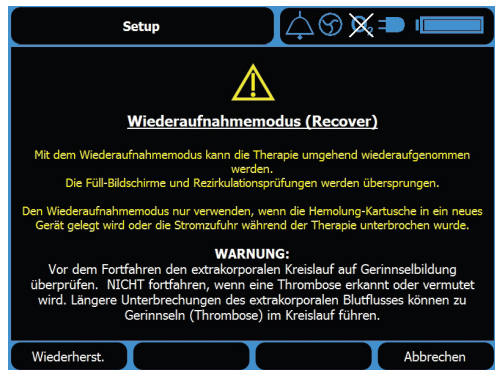 Setup
O₂
Wiederaufnahmemodus (Recover)
Mit dem Wiederaufnahmemodus kann die Therapie umgehend wiederaufgenommen
werden.
Die Füll-Bildschirme und Rezirkulationsprüfungen werden übersprungen.
Den Wiederaufnahmemodus nur verwenden, wenn die Hemolung-Kartusche in ein neues
Gerät gelegt wird oder die Stromzufuhr während der Therapie unterbrochen wurde.
WARNUNG:
Vor dem Fortfahren den extrakorporalen Kreislauf auf Gerinnselbildung
überprüfen. NICHT fortfahren, wenn eine Thrombose erkannt oder vermutet
wird. Längere Unterbrechungen des extrakorporalen Blutflusses können zu
Gerinnseln (Thrombose) im Kreislauf führen.
Wiederherst.
Abbrechen